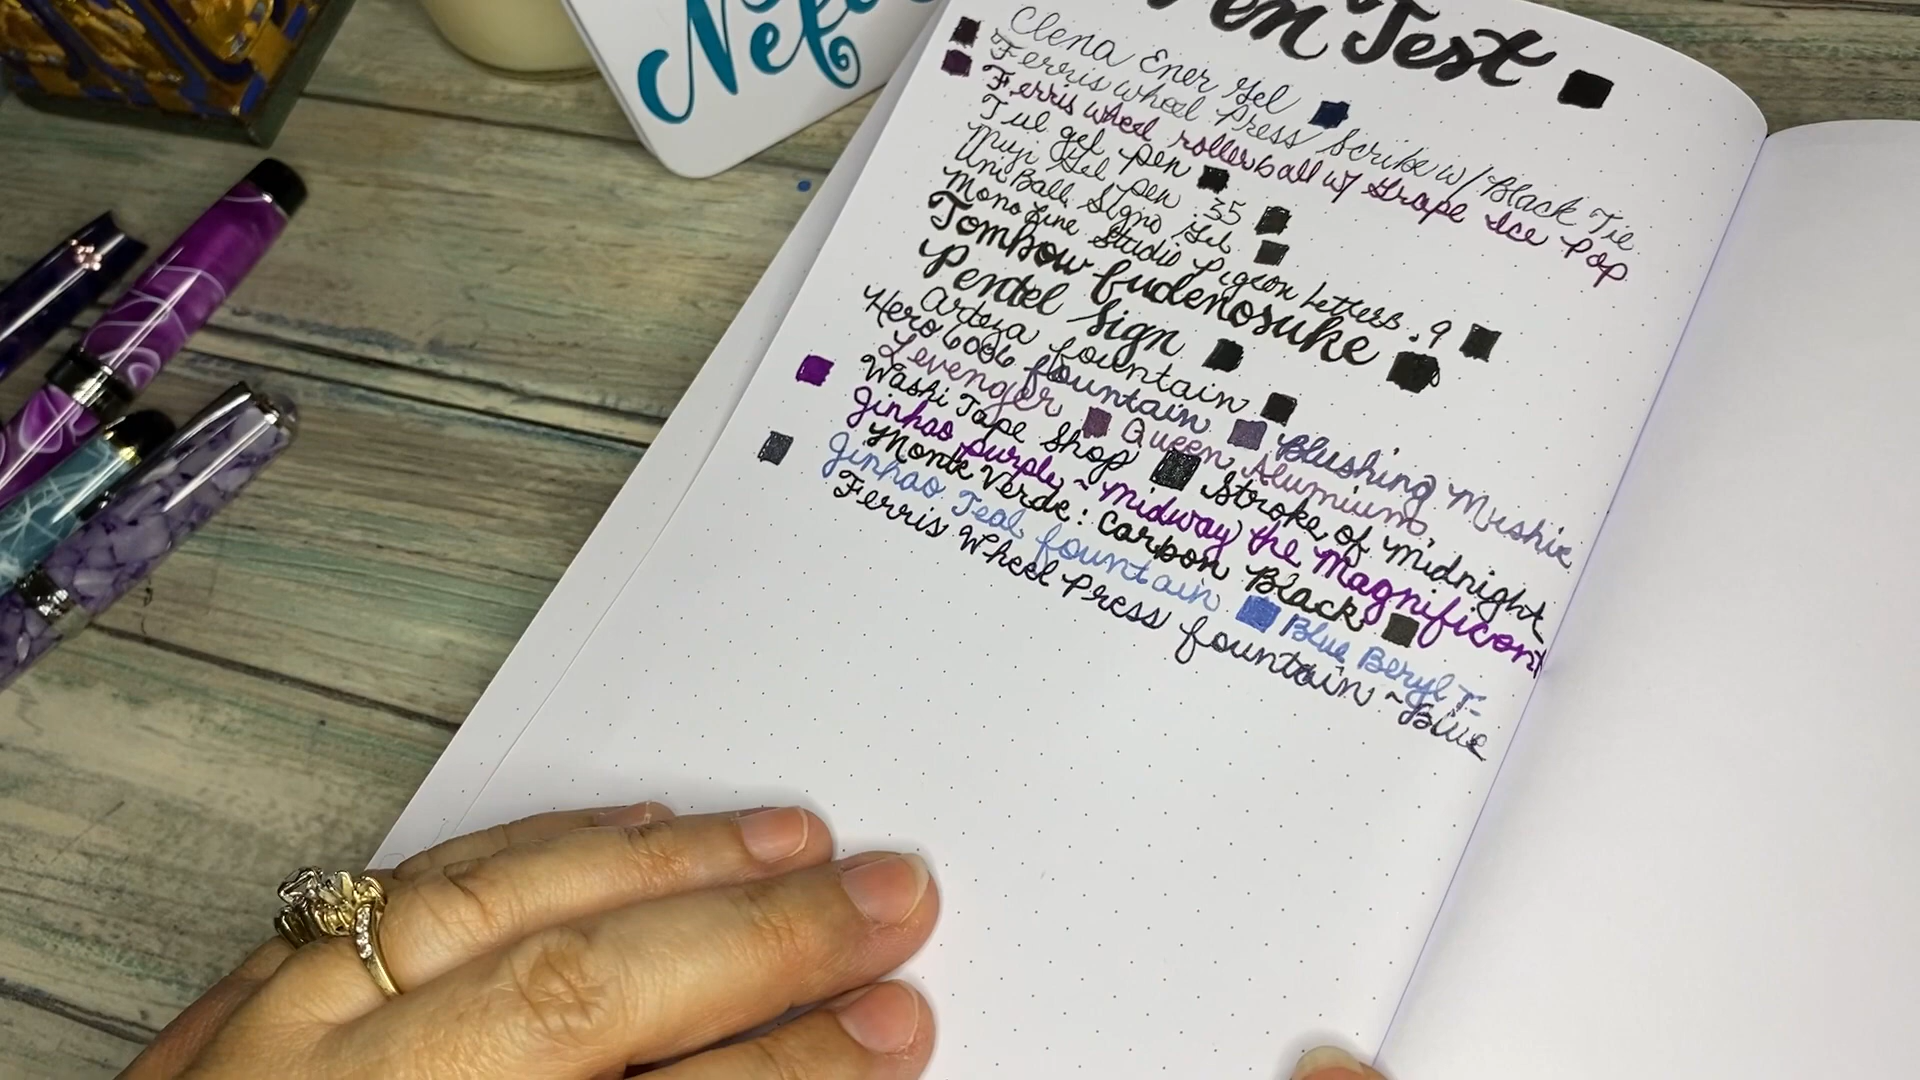 Pen Test
Clena Ener Gel
Ferris wheel Press Scribe w/ Black Tie
Ferris wheel rollerball w/ Grape Ice Pop
Tul gel pen
Muji Gel Pen .35
UniBall Signo Gel
Mono Line Studio Pigeon Letters .9
Tombow fudenosuke
Pentel Sign
Arteza fountain
Hero 6006 fountain Blushing Mushie
Levenger Queen Alumium
Washi Tape Shop Stroke of Midnight
Jinhao purple ~ Midway the Magnificent
Monte Verde: Carbon Black
Jinhao Teal fountain Blue Beryl T-
Ferris Wheel Press fountain ~ Blue